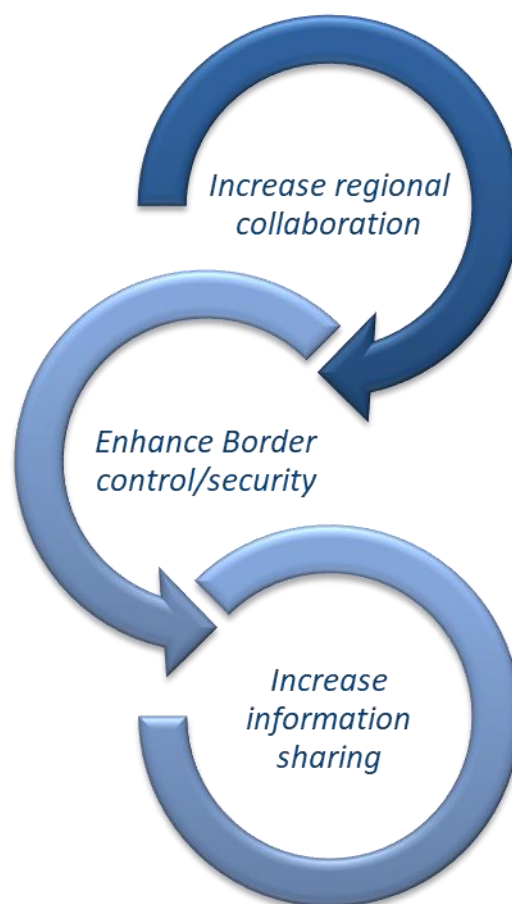 Increase regional
collaboration
Enhance Border
control/security
Increase
information
sharing